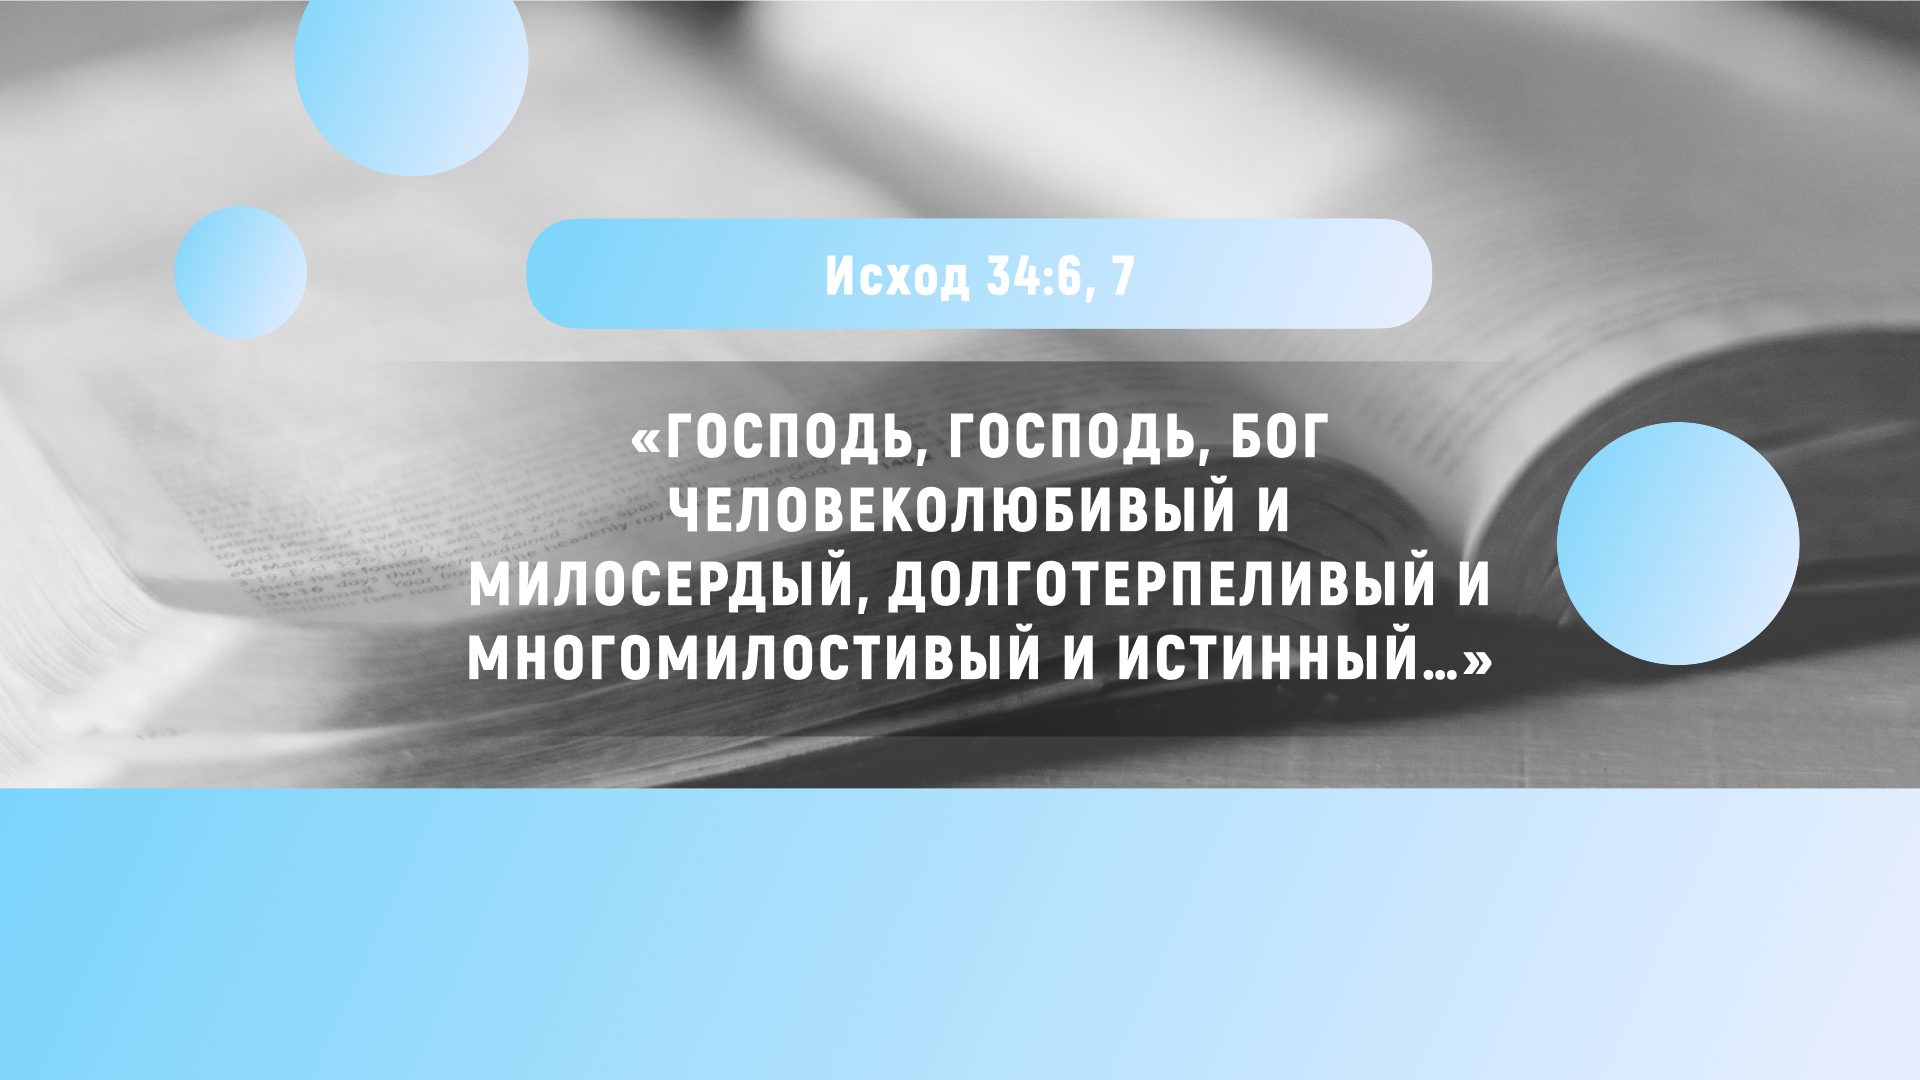 Исход 34:6, 7
«ГОСПОДЬ, ГОСПОДЬ, БОГ
ЧЕЛОВЕКОЛЮБИВЫЙ И
МИЛОСЕРДЫЙ, ДОЛГОТЕРПЕЛИВЫЙ И
МНОГОМИЛОСТИВЫЙ И ИСТИННЫЙ…»